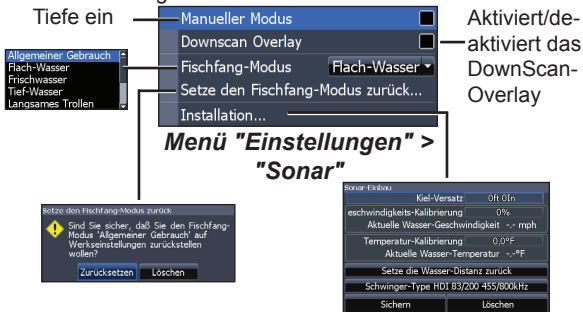 Tiefe ein
Manueller Modus
Downscan Overlay
Fischfang-Modus Flach-Wasser
Setze den Fischfang-Modus zurück...
Installation...
Aktiviert/de-
aktiviert das
DownScan-
Overlay
Allgemeiner Gebrauch
Flach-Wasser
Frischwasser
Tief-Wasser
Langsames Trollen
Menü "Einstellungen" >
"Sonar"
Setze den Fischfang-Modus zurück
Sind Sie sicher, daß Sie den Fischfang-
Modus 'Allgemeiner Gebrauch' auf
Werkseinstellungen zurückstellen
wollen?
Zurücksetzen Löschen
Sonar-Einbau
Kiel-Versatz 0ft 0In
eschwindigkeits-Kalibrierung 0%
Aktuelle Wasser-Geschwindigkeit -.- mph
Temperatur-Kalibrierung 0,0°F
Aktuelle Wasser-Temperatur -.-°F
Setze die Wasser-Distanz zurück
Schwinger-Type HDI 83/200 455/800kHz
Sichern Löschen